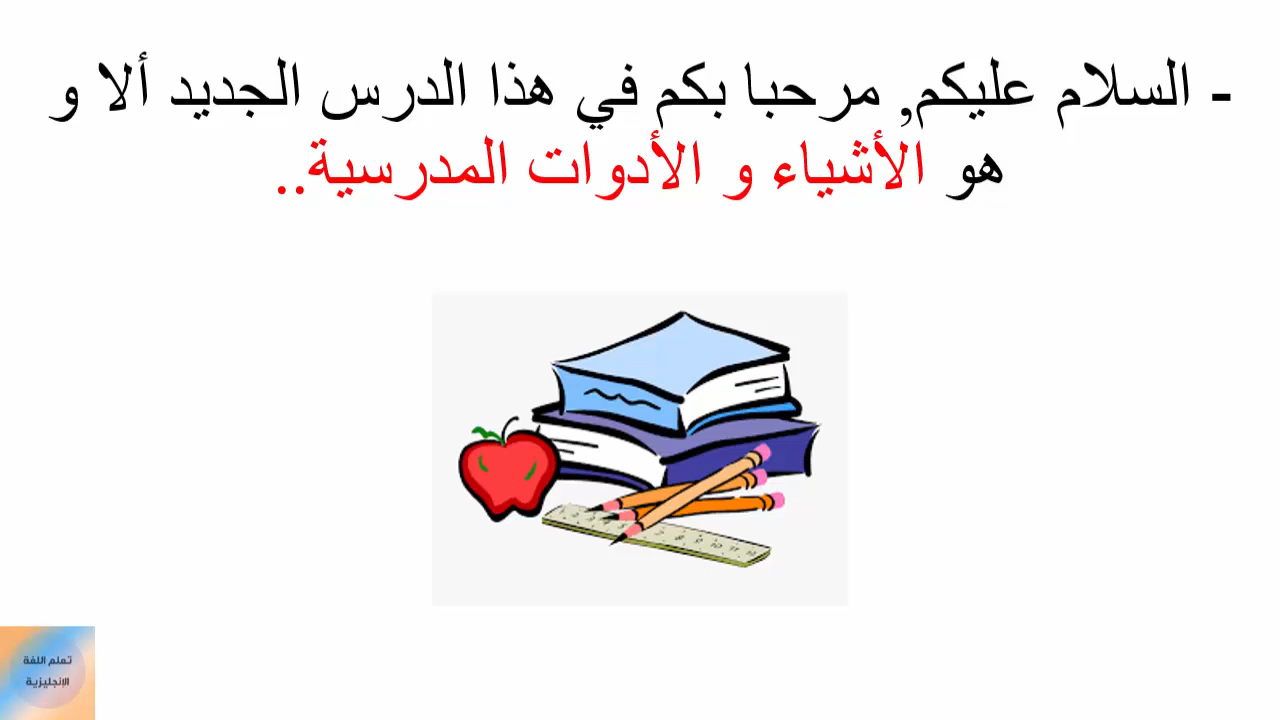 - السلام عليكم, مرحبا بكم في هذا الدرس الجديد ألا و
هو الأشياء و الأدوات المدرسية..
تعلم اللغة
الإنجليزية